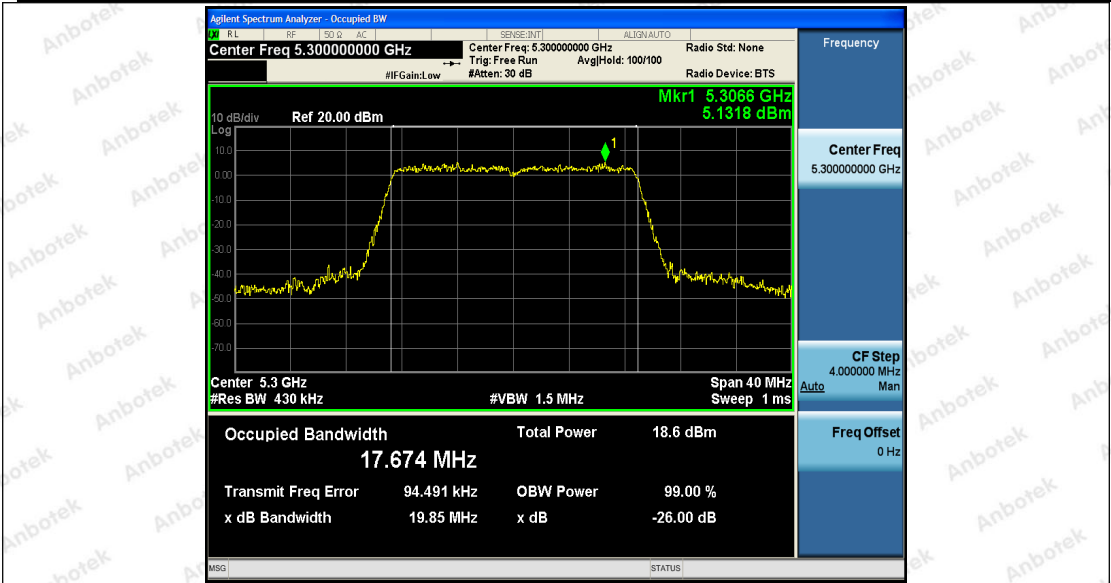 Agilent Spectrum Analyzer - Occupied BW
LXI RL RF 50 Ω AC SENSE:INT ALIGNAUTO
Center Freq 5.300000000 GHz
Center Freq: 5.300000000 GHz
Radio Std: None
Trig: Free Run Avg|Hold: 100/100
#IFGain:Low
#Atten: 30 dB
Radio Device: BTS
Mkr1 5.3066 GHz
5.1318 dBm
10 dB/div Ref 20.00 dBm
Log
1
10.0
0.00
-10.0
-20.0
-30.0
-40.0
-50.0
-60.0
-70.0
Center 5.3 GHz
Span 40 MHz
#Res BW 430 kHz
#VBW 1.5 MHz
Sweep 1 ms
Occupied Bandwidth
Total Power 18.6 dBm
17.674 MHz
Transmit Freq Error 94.491 kHz
OBW Power 99.00 %
x dB Bandwidth 19.85 MHz
x dB -26.00 dB
MSG
STATUS
Frequency
Center Freq
5.300000000 GHz
CF Step
4.000000 MHz
Auto Man
Freq Offset
0 Hz
Anbotek